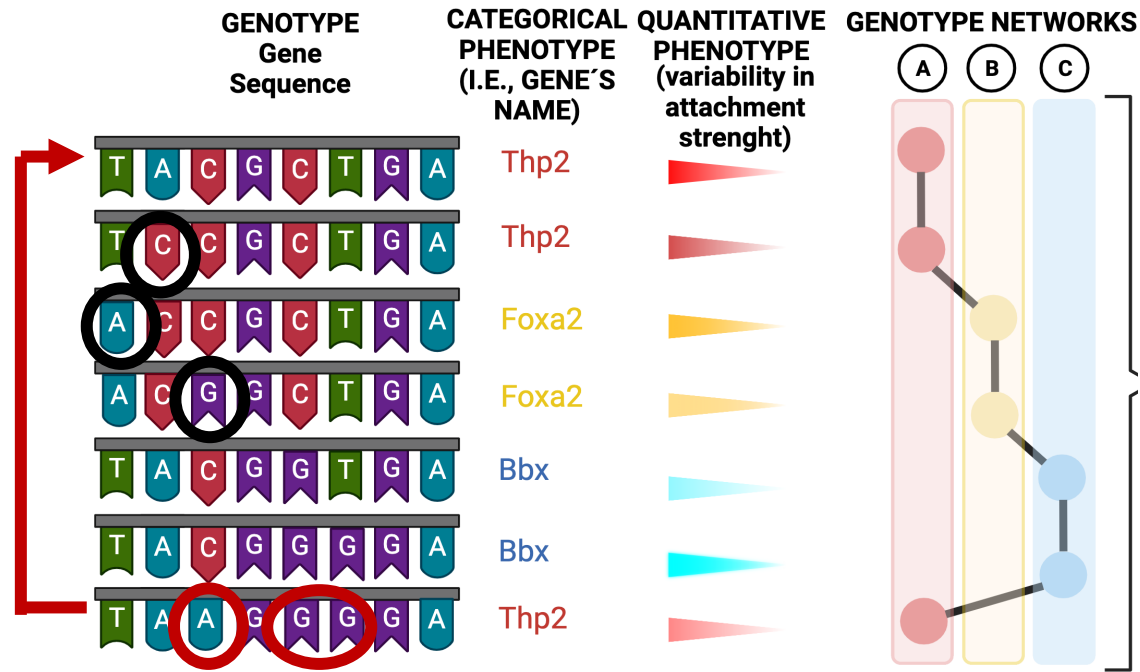 GENOTYPE
Gene
Sequence
CATEGORICAL
PHENOTYPE
(I.E., GENE´S
NAME)
QUANTITATIVE
PHENOTYPE
(variability in
attachment
strenght)
GENOTYPE NETWORKS
A B C
T A C G C T G A Thp2
T C C G C T G A Thp2
A C C G C T G A Foxa2
A C G G C T G A Foxa2
T A C G G T G A Bbx
T A C G G G G A Bbx
T A A G G G G A Thp2